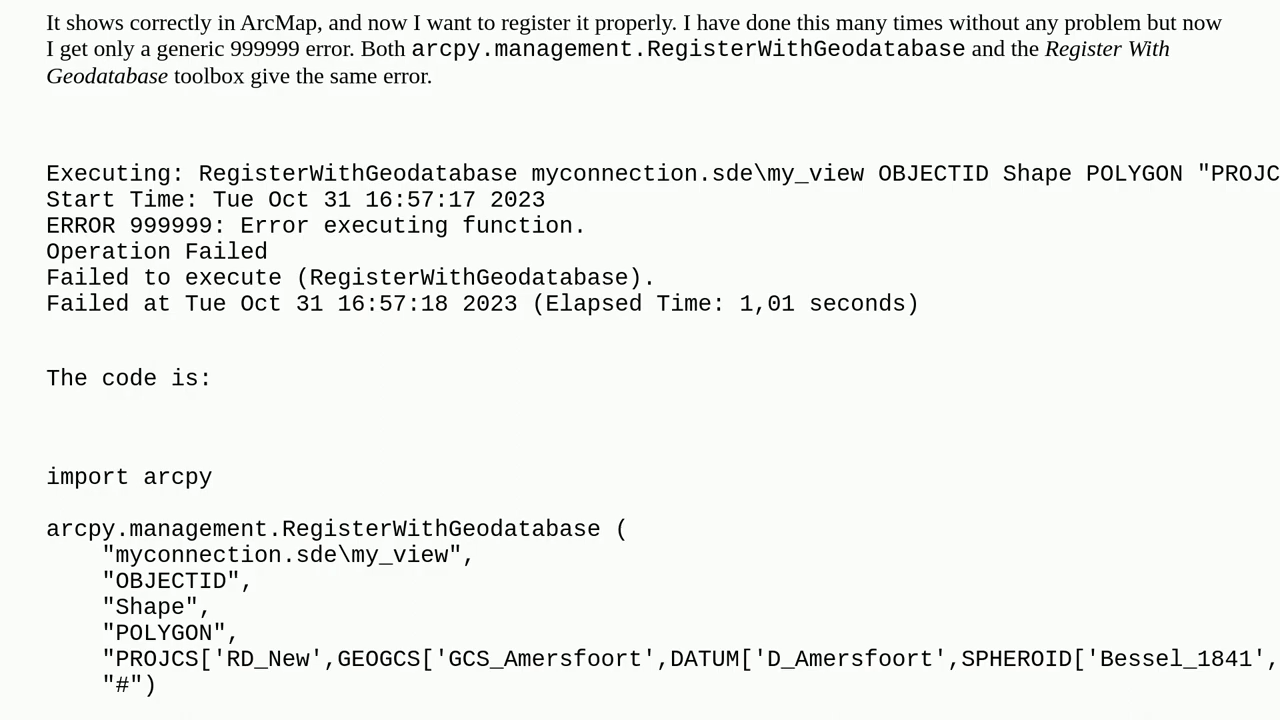 It shows correctly in ArcMap, and now I want to register it properly. I have done this many times without any problem but now
I get only a generic 999999 error. Both arcpy.management.RegisterWithGeodatabase and the Register With
Geodatabase toolbox give the same error.
Executing: RegisterWithGeodatabase myconnection.sde\my_view OBJECTID Shape POLYGON "PROJC
Start Time: Tue Oct 31 16:57:17 2023
ERROR 999999: Error executing function.
Operation Failed
Failed to execute (RegisterWithGeodatabase).
Failed at Tue Oct 31 16:57:18 2023 (Elapsed Time: 1,01 seconds)
The code is:
import arcpy
arcpy.management.RegisterWithGeodatabase (
    "myconnection.sde\my_view",
    "OBJECTID",
    "Shape",
    "POLYGON",
    "PROJCS['RD_New',GEOGCS['GCS_Amersfoort',DATUM['D_Amersfoort',SPHEROID['Bessel_1841',
    "#")